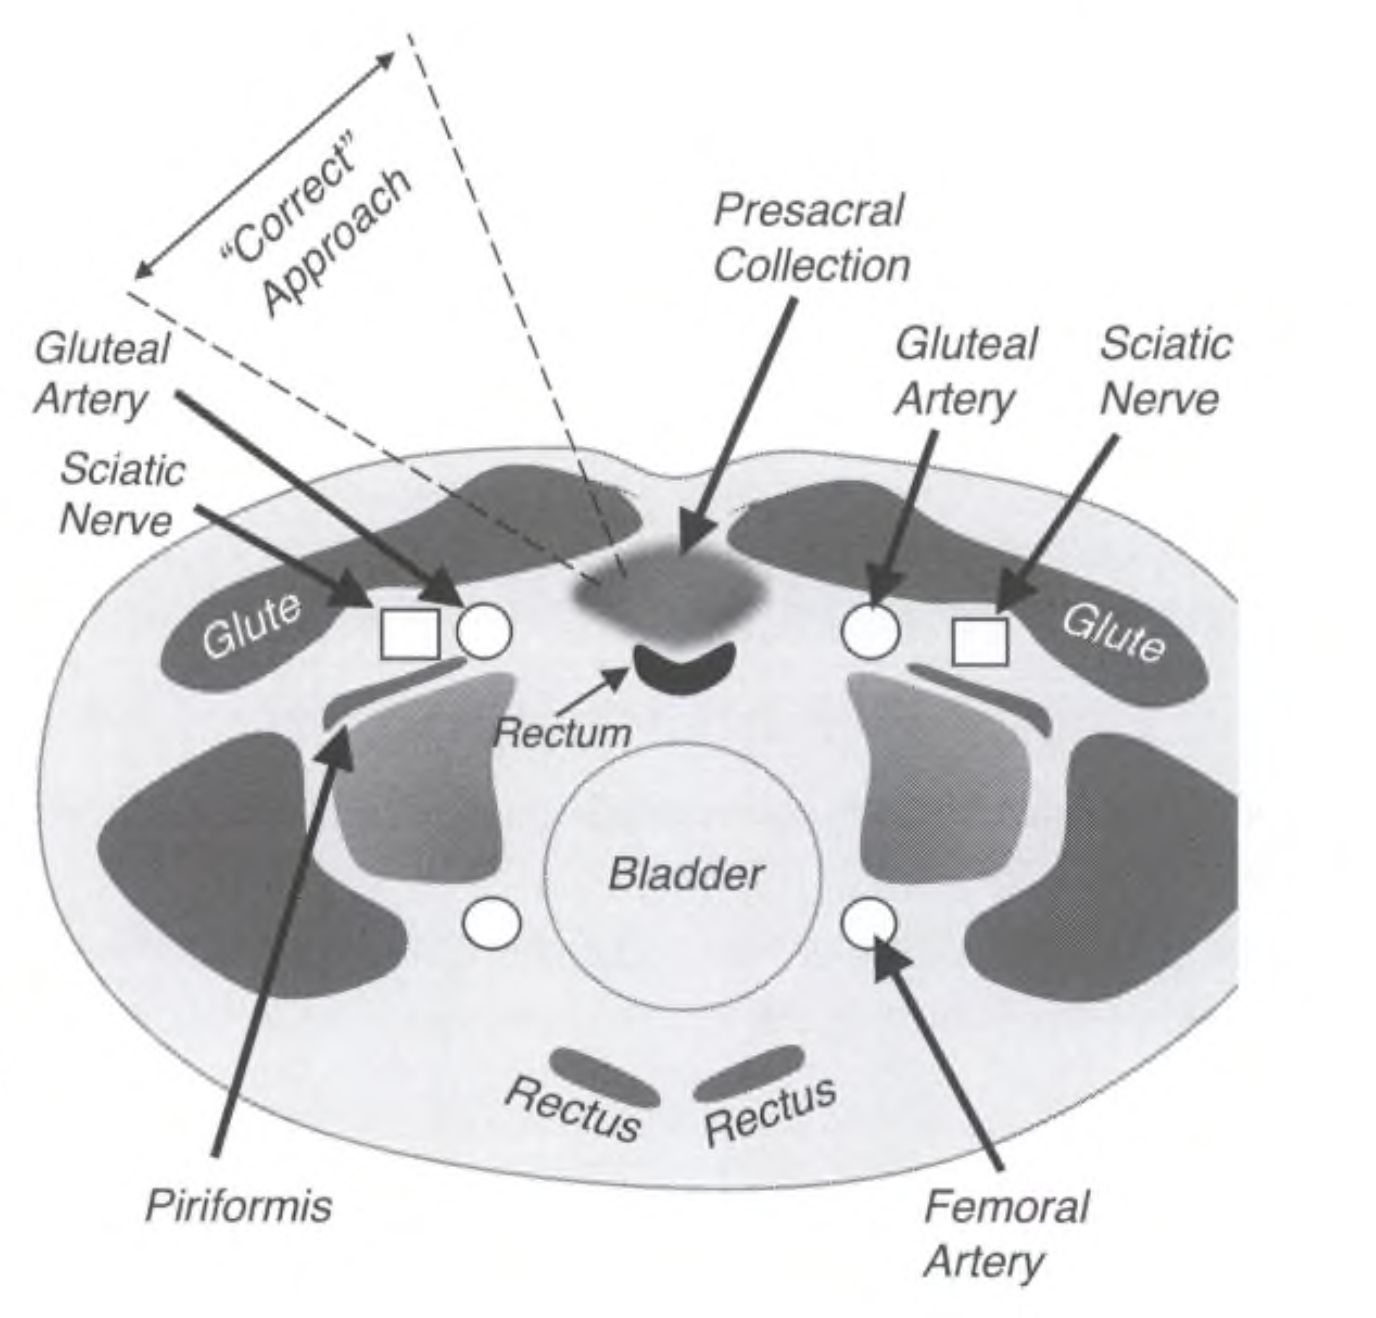 “Correct”
Approach
Presacral
Collection
Gluteal
Artery
Sciatic
Nerve
Gluteal
Artery
Sciatic
Nerve
Glute
Glute
Rectum
Bladder
Rectus
Rectus
Piriformis
Femoral
Artery